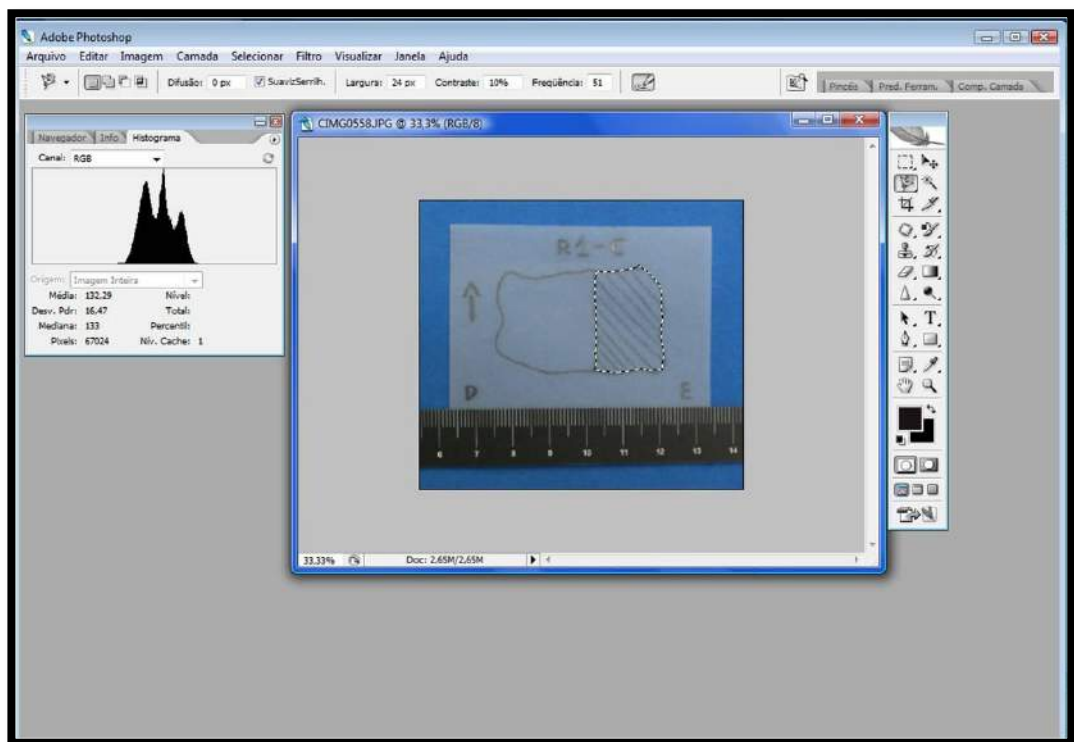 Adobe Photoshop
Arquivo Editar Imagem Camada Selecionar Filtro Visualizar Janela Ajuda
Difusão: 0 px SuavizSerrilh. Largura: 24 px Contraste: 10% Freqüência: 51 Pincéis Pred. Ferram. Comp. Camada
Navegador Info Histograma
Canal: RGB
Origem: Imagem Inteira
Média: 132,29 Nível:
Desv. Pdr: 16,47 Total:
Mediana: 133 Percentil:
Pixels: 67024 Nív. Cache: 1
CIMG0558.JPG @ 33,3% (RGB/8)
R1-C
D E
6 7 8 9 10 11 12 13 14
33,33% Doc: 2,65M/2,65M